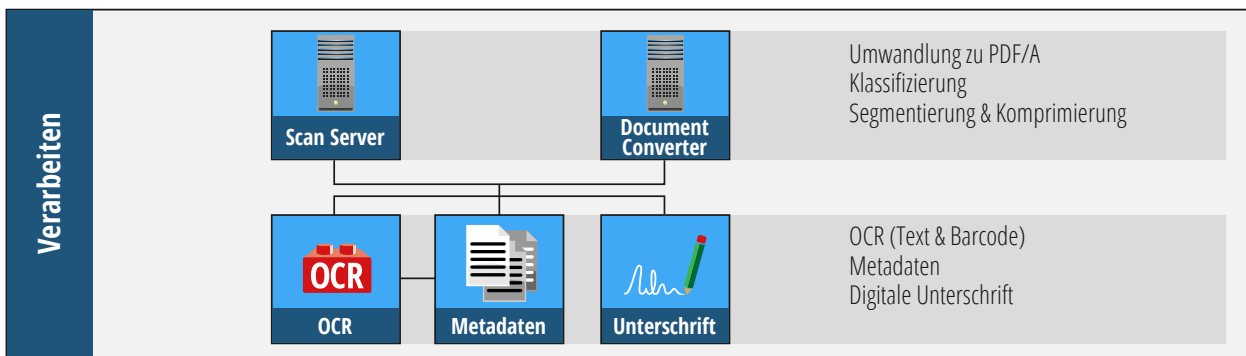 Verarbeiten
Scan Server
Document
Converter
Umwandlung zu PDF/A
Klassifizierung
Segmentierung & Komprimierung
OCR
OCR
Metadaten
Unterschrift
OCR (Text & Barcode)
Metadaten
Digitale Unterschrift